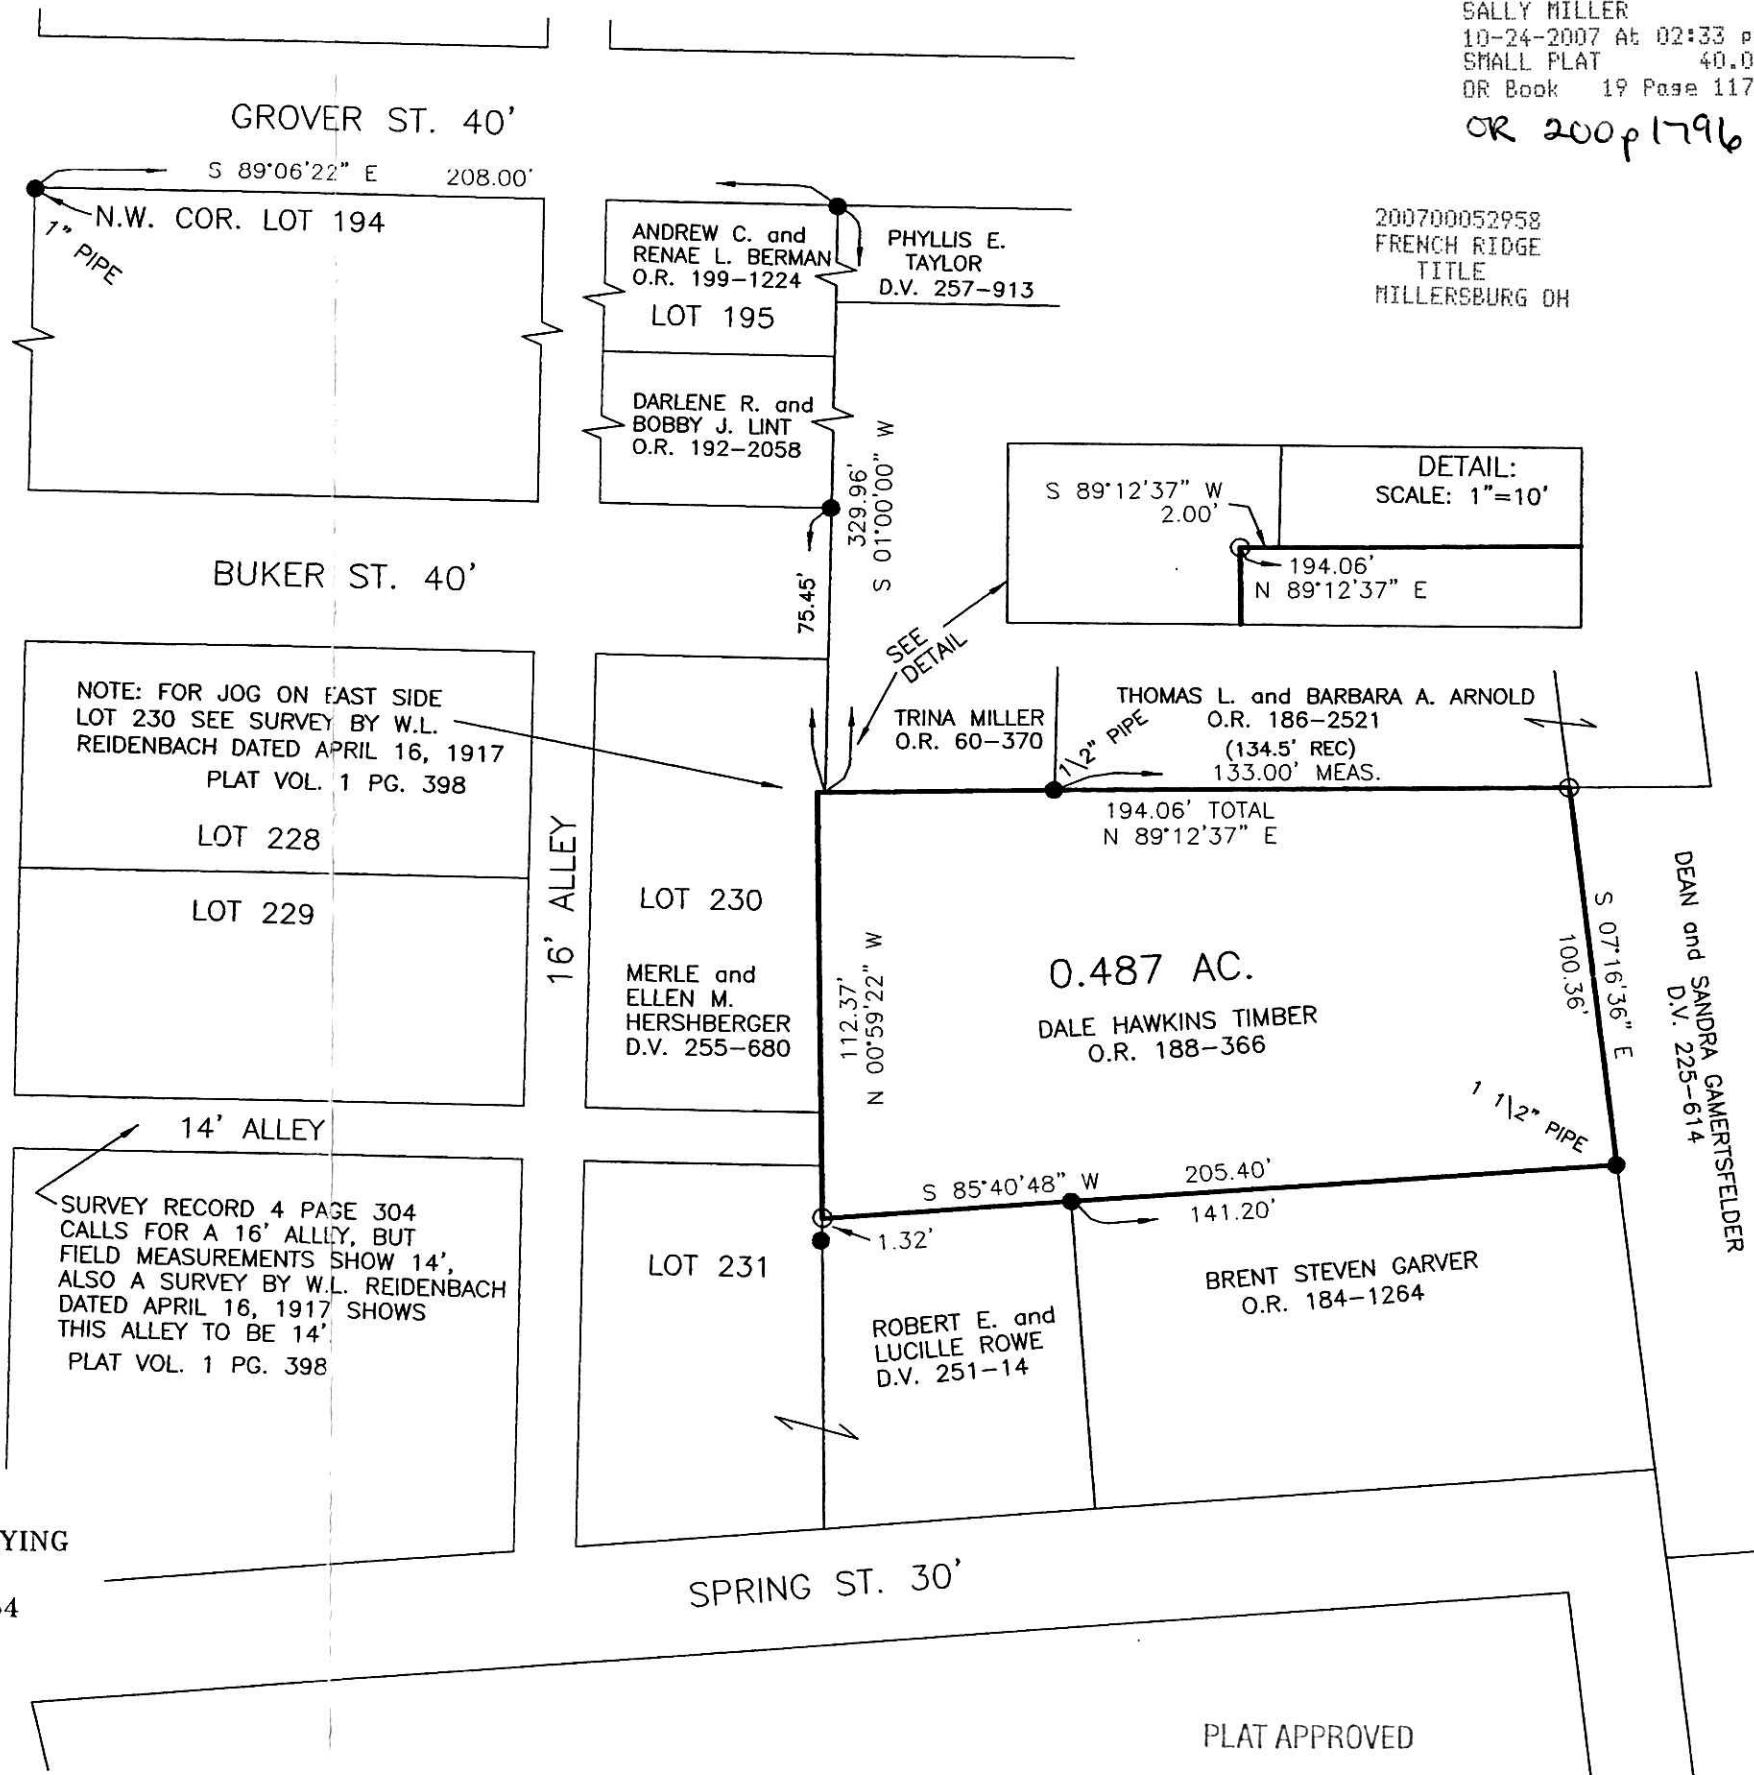 SALLY MILLER
10-24-2007 At 02:33 p
SMALL PLAT 40.0
OR Book 19 Page 117
OR 200p1796
200700052958
FRENCH RIDGE
TITLE
MILLERSBURG OH
GROVER ST. 40'
S 89°06'22" E 208.00'
N.W. COR. LOT 194
1" PIPE
ANDREW C. and
RENAE L. BERMAN
O.R. 199-1224
LOT 195
PHYLLIS E.
TAYLOR
D.V. 257-913
DARLENE R. and
BOBBY J. LINT
O.R. 192-2058
329.96'
S 01°00'00" W
75.45'
BUKER ST. 40'
DETAIL:
SCALE: 1"=10'
S 89°12'37" W
2.00'
194.06'
N 89°12'37" E
SEE
DETAIL
NOTE: FOR JOG ON EAST SIDE
LOT 230 SEE SURVEY BY W.L.
REIDENBACH DATED APRIL 16, 1917
PLAT VOL. 1 PG. 398
LOT 228
LOT 229
16' ALLEY
TRINA MILLER
O.R. 60-370
1\2" PIPE
THOMAS L. and BARBARA A. ARNOLD
O.R. 186-2521
(134.5' REC)
133.00' MEAS.
194.06' TOTAL
N 89°12'37" E
LOT 230
MERLE and
ELLEN M.
HERSHBERGER
D.V. 255-680
112.37'
N 00°59'22" W
0.487 AC.
DALE HAWKINS TIMBER
O.R. 188-366
S 07°16'36" E
100.36'
DEAN and SANDRA GAMERTSFELDER
D.V. 225-614
1 1\2" PIPE
14' ALLEY
SURVEY RECORD 4 PAGE 304
CALLS FOR A 16' ALLEY, BUT
FIELD MEASUREMENTS SHOW 14',
ALSO A SURVEY BY W.L. REIDENBACH
DATED APRIL 16, 1917 SHOWS
THIS ALLEY TO BE 14'
PLAT VOL. 1 PG. 398
S 85°40'48" W 205.40'
141.20'
1.32'
LOT 231
ROBERT E. and
LUCILLE ROWE
D.V. 251-14
BRENT STEVEN GARVER
O.R. 184-1264
YING
4
SPRING ST. 30'
PLAT APPROVED